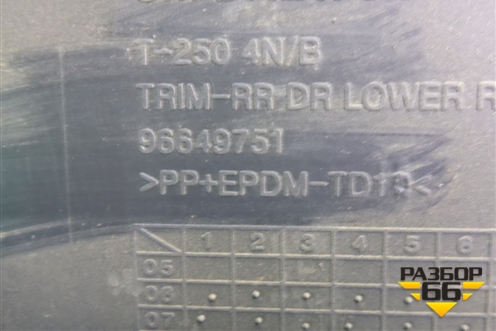 T-250 4N/B
TRIM-RR DR LOWER R
96649751
>PP+EPDM-TD10<
1 2 3 4 5 6
05
06
07
РАЗБОР
66